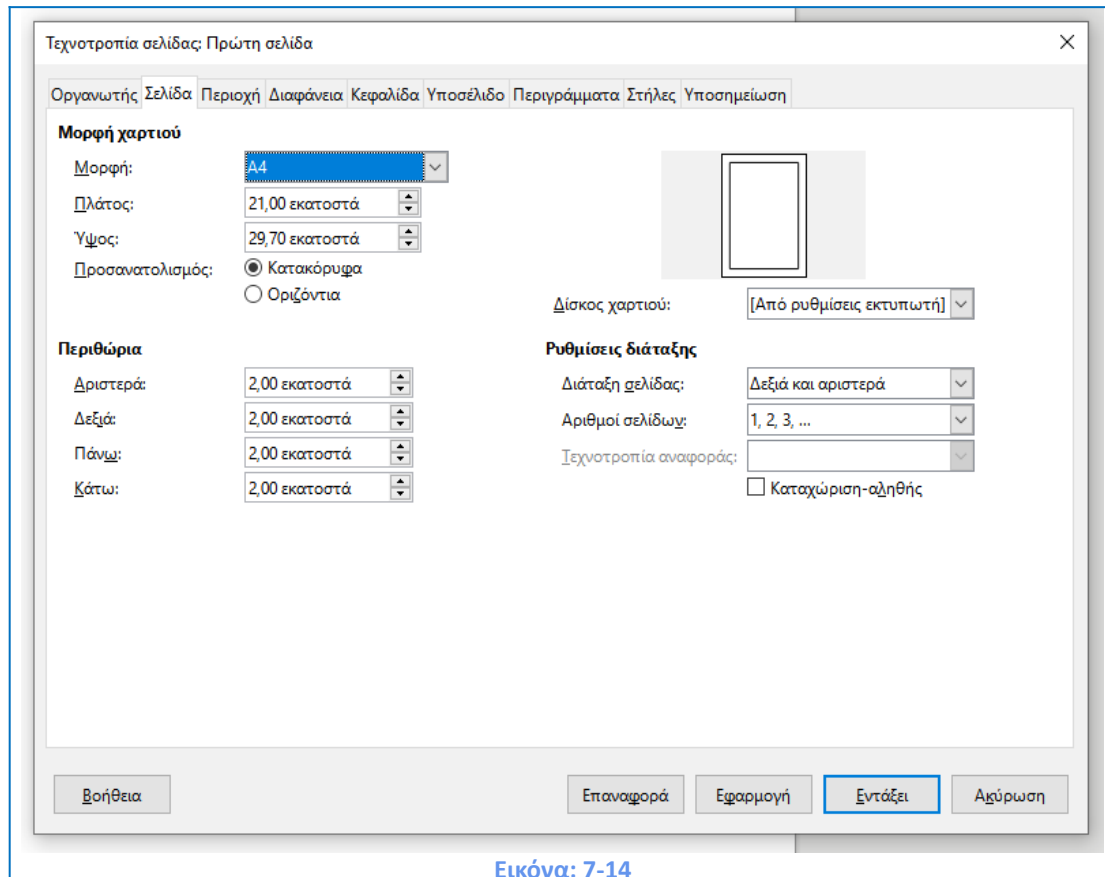 Τεχνοτροπία σελίδας: Πρώτη σελίδα
Οργανωτής Σελίδα Περιοχή Διαφάνεια Κεφαλίδα Υποσέλιδο Περιγράμματα Στήλες Υποσημείωση
Μορφή χαρτιού
Μορφή: A4
Πλάτος: 21,00 εκατοστά
Ύψος: 29,70 εκατοστά
Προσανατολισμός: Κατακόρυφα
Οριζόντια
Δίσκος χαρτιού: [Από ρυθμίσεις εκτυπωτή]
Περιθώρια
Αριστερά: 2,00 εκατοστά
Δεξιά: 2,00 εκατοστά
Πάνω: 2,00 εκατοστά
Κάτω: 2,00 εκατοστά
Ρυθμίσεις διάταξης
Διάταξη σελίδας: Δεξιά και αριστερά
Αριθμοί σελίδων: 1, 2, 3, ...
Τεχνοτροπία αναφοράς:
Καταχώριση-αληθής
Βοήθεια Επαναφορά Εφαρμογή Εντάξει Ακύρωση
Εικόνα: 7-14